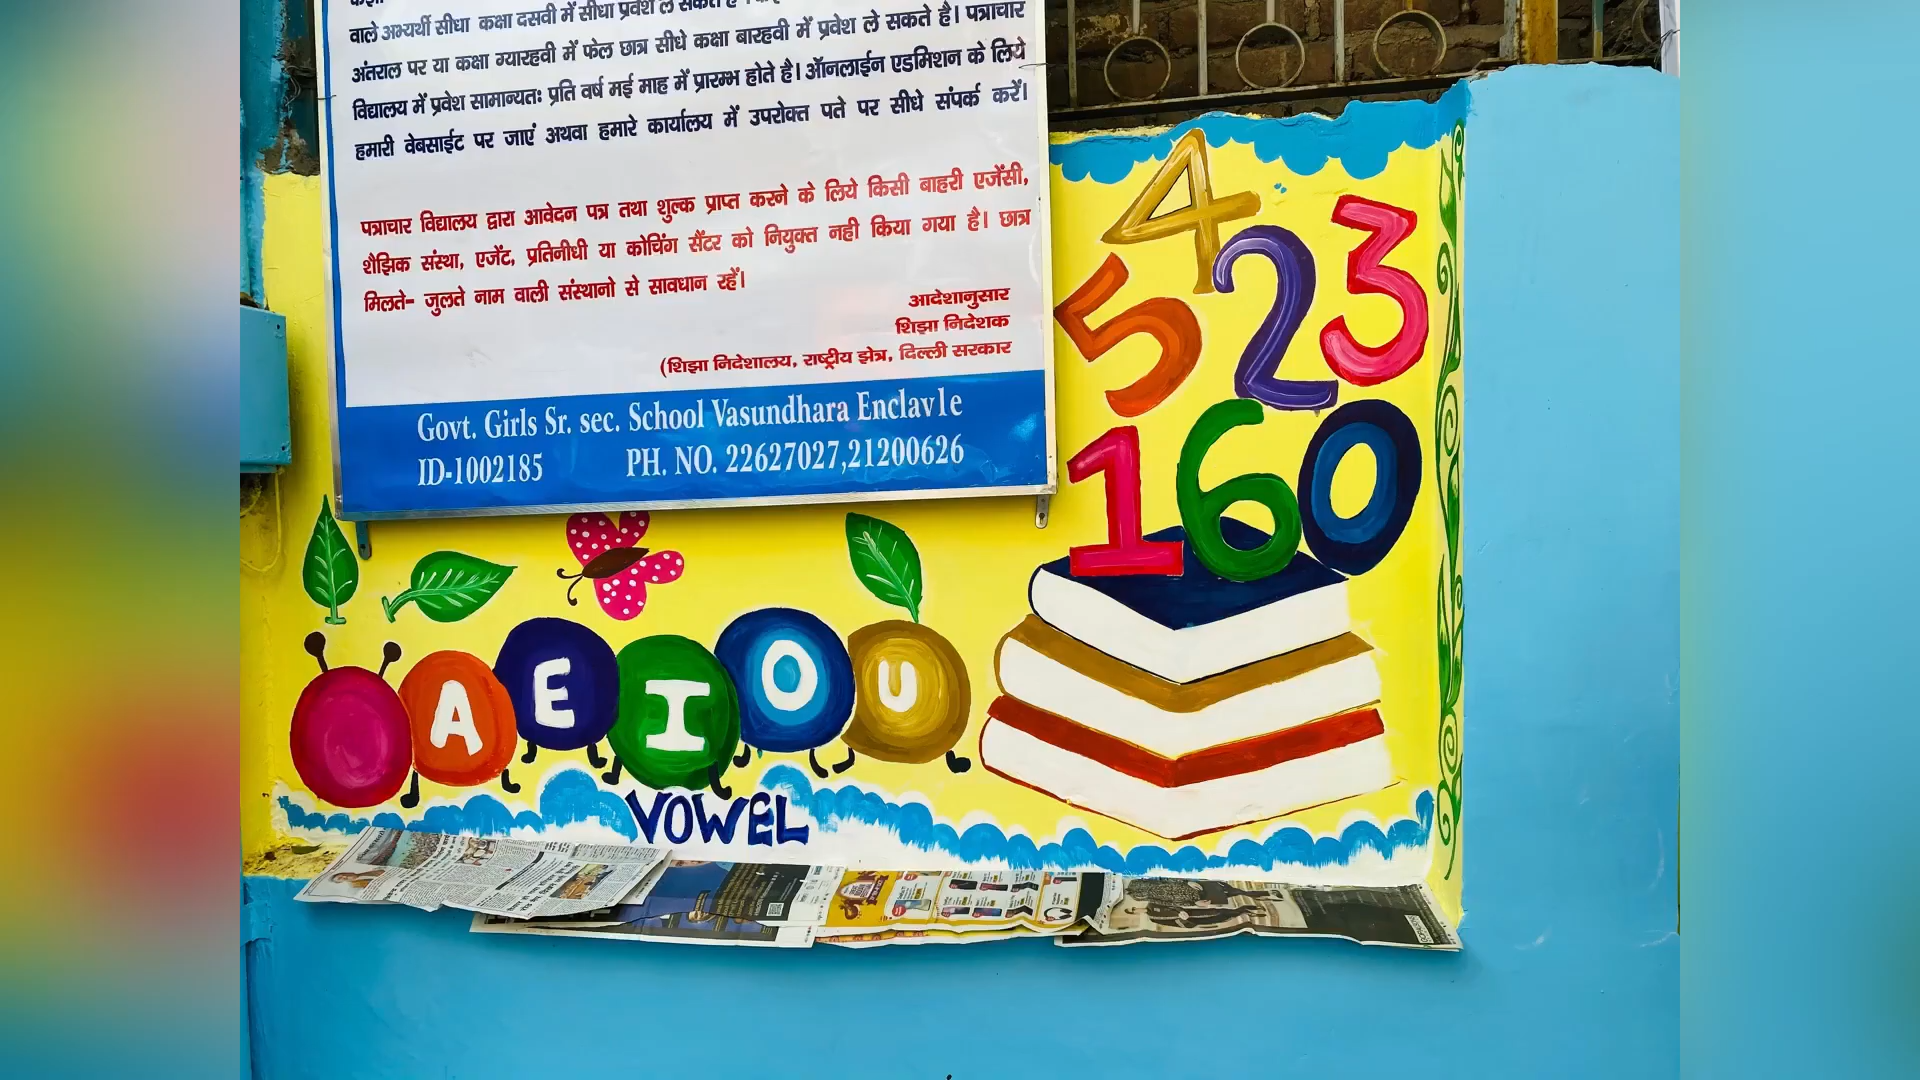 वाले अभ्यर्थी सीधा कक्षा दसवी में सीधा प्रवेश ले सकते
अंतराल पर या कक्षा ग्यारहवी में फेल छात्र सीधे कक्षा बारहवी में प्रवेश ले सकते है। पत्राचार
विद्यालय में प्रवेश सामान्यतः प्रति वर्ष मई माह में प्रारम्भ होते है। ऑनलाईन एडमिशन के लिये
हमारी वेबसाईट पर जाएं अथवा हमारे कार्यालय में उपरोक्त पते पर सीधे संपर्क करें।
पत्राचार विद्यालय द्वारा आवेदन पत्र तथा शुल्क प्राप्त करने के लिये किसी बाहरी एजेंसी,
शैझिक संस्था, एजेंट, प्रतिनीधी या कोचिंग सैंटर को नियुक्त नही किया गया है। छात्र
मिलते- जुलते नाम वाली संस्थानो से सावधान रहें।
आदेशानुसार
शिझा निदेशक
(शिझा निदेशालय, राष्ट्रीय झेत्र, दिल्ली सरकार
Govt. Girls Sr. sec. School Vasundhara Enclavle
ID-1002185 PH. NO. 22627027,21200626
4
5 2 3
1 6 0
A E I O U
VOWEL